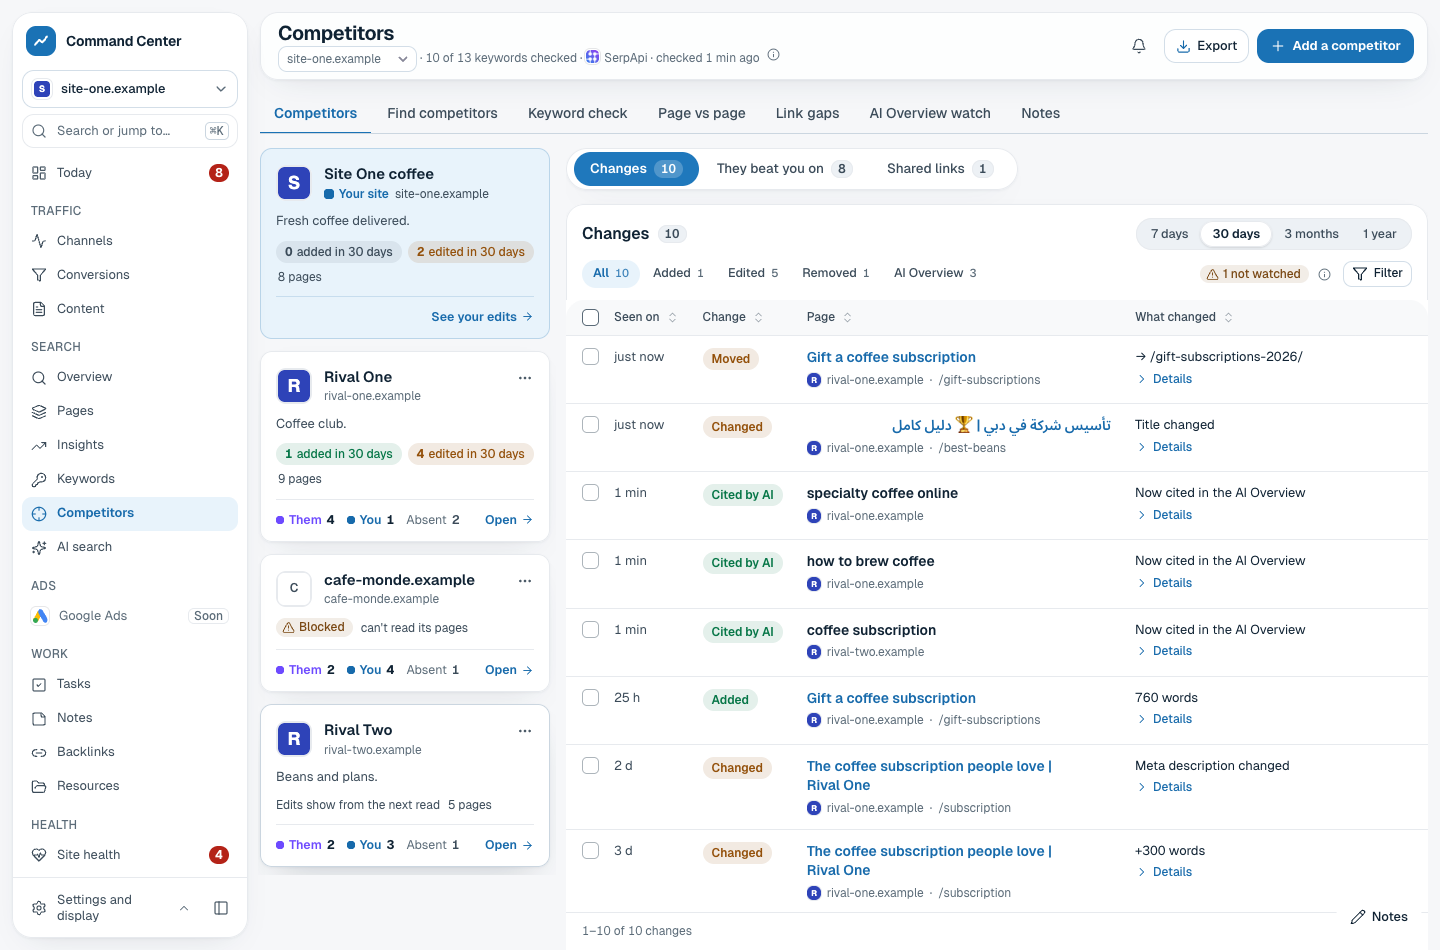 Command Center
S site-one.example
Search or jump to... ⌘K
Today 8
TRAFFIC
Channels
Conversions
Content
SEARCH
Overview
Pages
Insights
Keywords
Competitors
AI search
ADS
Google Ads Soon
WORK
Tasks
Notes
Backlinks
Resources
HEALTH
Site health 4
Settings and
display
Competitors
site-one.example · 10 of 13 keywords checked · SerpApi · checked 1 min ago
Export
Add a competitor
Competitors Find competitors Keyword check Page vs page Link gaps AI Overview watch Notes
S Site One coffee
Your site site-one.example
Fresh coffee delivered.
0 added in 30 days 2 edited in 30 days
8 pages
See your edits →
R Rival One
rival-one.example
Coffee club.
1 added in 30 days 4 edited in 30 days
9 pages
Them 4 You 1 Absent 2 Open →
C cafe-monde.example
cafe-monde.example
Blocked can't read its pages
Them 2 You 4 Absent 1 Open →
R Rival Two
rival-two.example
Beans and plans.
Edits show from the next read 5 pages
Them 2 You 3 Absent 1 Open →
Changes 10 They beat you on 8 Shared links 1
Changes 10
7 days 30 days 3 months 1 year
All 10 Added 1 Edited 5 Removed 1 AI Overview 3
1 not watched Filter
Seen on Change Page What changed
just now Moved Gift a coffee subscription → /gift-subscriptions-2026/
R rival-one.example · /gift-subscriptions Details
just now Changed تأسيس شركة في دبي | 🏆 دليل كامل Title changed
R rival-one.example · /best-beans Details
1 min Cited by AI specialty coffee online Now cited in the AI Overview
R rival-one.example Details
1 min Cited by AI how to brew coffee Now cited in the AI Overview
R rival-one.example Details
1 min Cited by AI coffee subscription Now cited in the AI Overview
R rival-two.example Details
25 h Added Gift a coffee subscription 760 words
R rival-one.example · /gift-subscriptions Details
2 d Changed The coffee subscription people love | Meta description changed
Rival One Details
R rival-one.example · /subscription
3 d Changed The coffee subscription people love | +300 words
Rival One Details
R rival-one.example · /subscription
1–10 of 10 changes
Notes